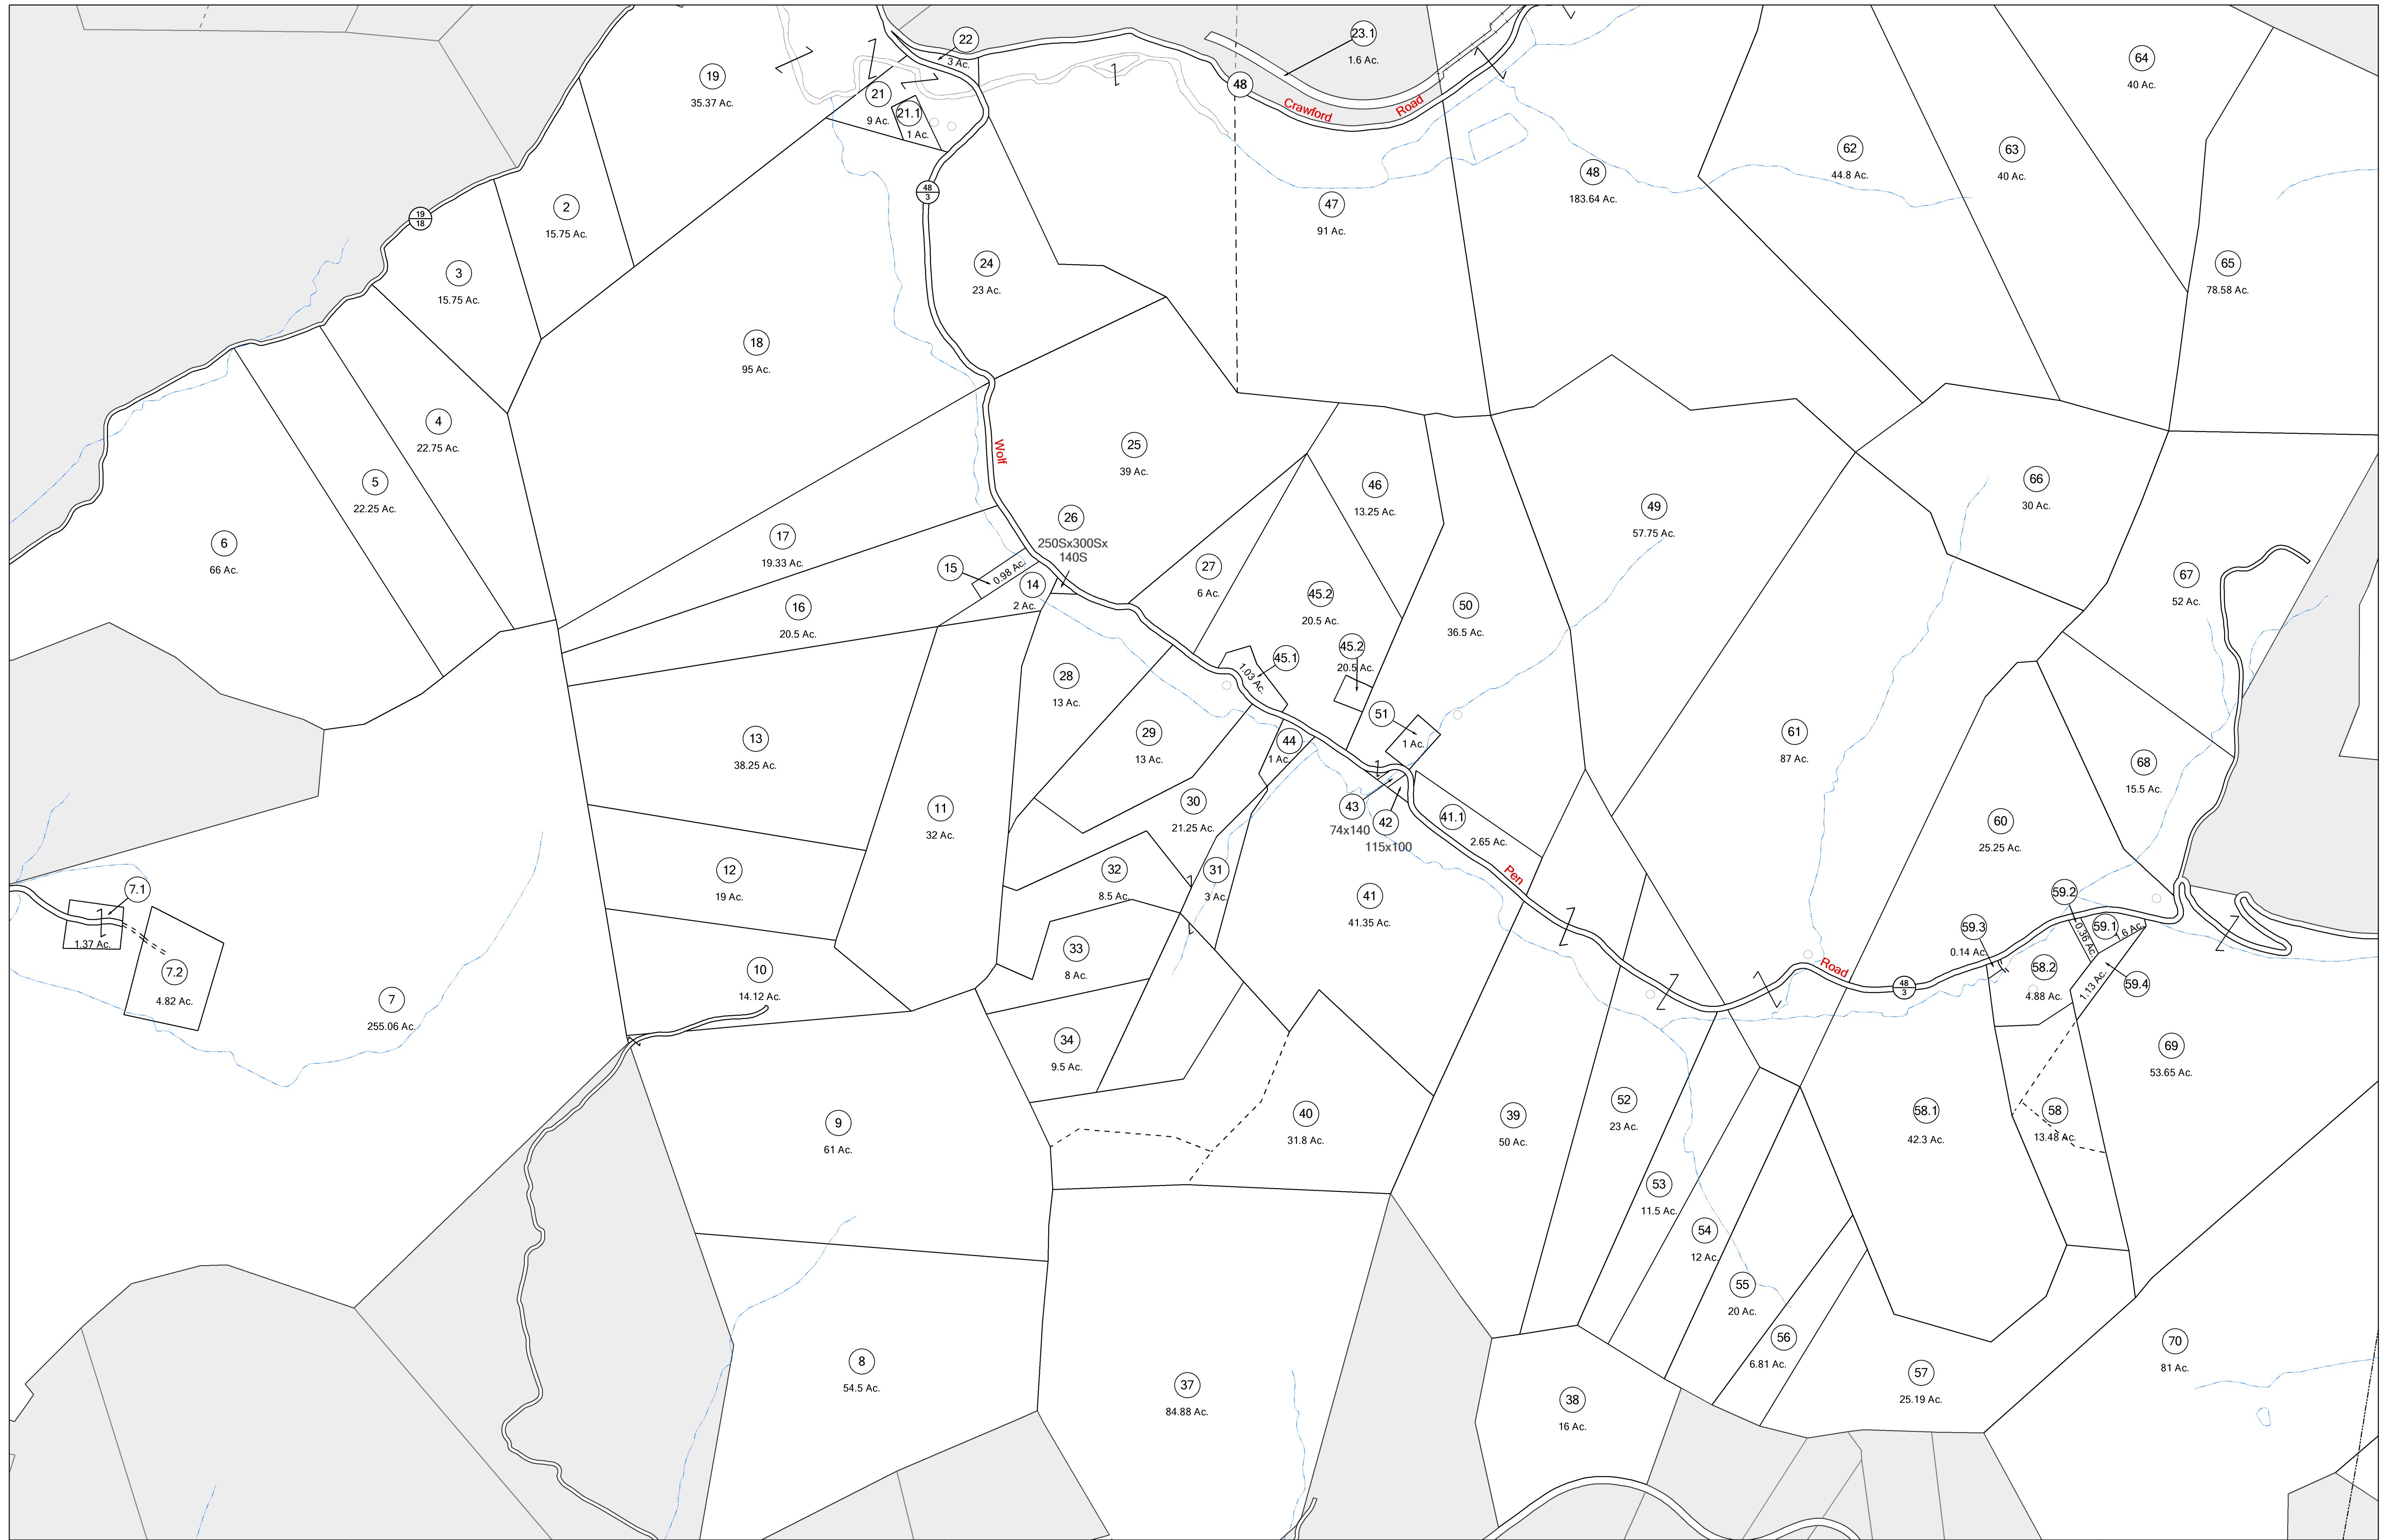 22
3 Ac.
23.1
1.6 Ac.
64
40 Ac.
19
35.37 Ac.
48
Crawford
Road
21
9 Ac.
21.1
1 Ac.
62
44.8 Ac.
63
40 Ac.
48
183.64 Ac.
48
3
19
18
2
15.75 Ac.
47
91 Ac.
3
15.75 Ac.
24
23 Ac.
65
78.58 Ac.
18
95 Ac.
4
22.75 Ac.
Wolf
25
39 Ac.
5
22.25 Ac.
46
13.25 Ac.
66
30 Ac.
49
57.75 Ac.
6
66 Ac.
17
19.33 Ac.
26
250Sx300Sx
140S
15
0.98 Ac.
14
2 Ac.
27
6 Ac.
67
52 Ac.
16
20.5 Ac.
45.2
20.5 Ac.
50
36.5 Ac.
45.2
20.5 Ac.
45.1
1.03 Ac.
28
13 Ac.
51
1 Ac.
13
38.25 Ac.
29
13 Ac.
44
1 Ac.
61
87 Ac.
68
15.5 Ac.
11
32 Ac.
30
21.25 Ac.
43
74x140
42
115x100
41.1
2.65 Ac.
60
25.25 Ac.
12
19 Ac.
32
8.5 Ac.
31
3 Ac.
Pen
41
41.35 Ac.
7.1
1.37 Ac.
59.2
0.36 Ac.
59.1
.6 Ac.
59.3
0.14 Ac.
33
8 Ac.
7.2
4.82 Ac.
10
14.12 Ac.
Road
48
3
58.2
4.88 Ac.
1.13 Ac.
59.4
7
255.06 Ac.
34
9.5 Ac.
69
53.65 Ac.
9
61 Ac.
40
31.8 Ac.
39
50 Ac.
52
23 Ac.
58.1
42.3 Ac.
58
13.48 Ac.
53
11.5 Ac.
54
12 Ac.
55
20 Ac.
56
6.81 Ac.
70
81 Ac.
8
54.5 Ac.
37
84.88 Ac.
38
16 Ac.
57
25.19 Ac.